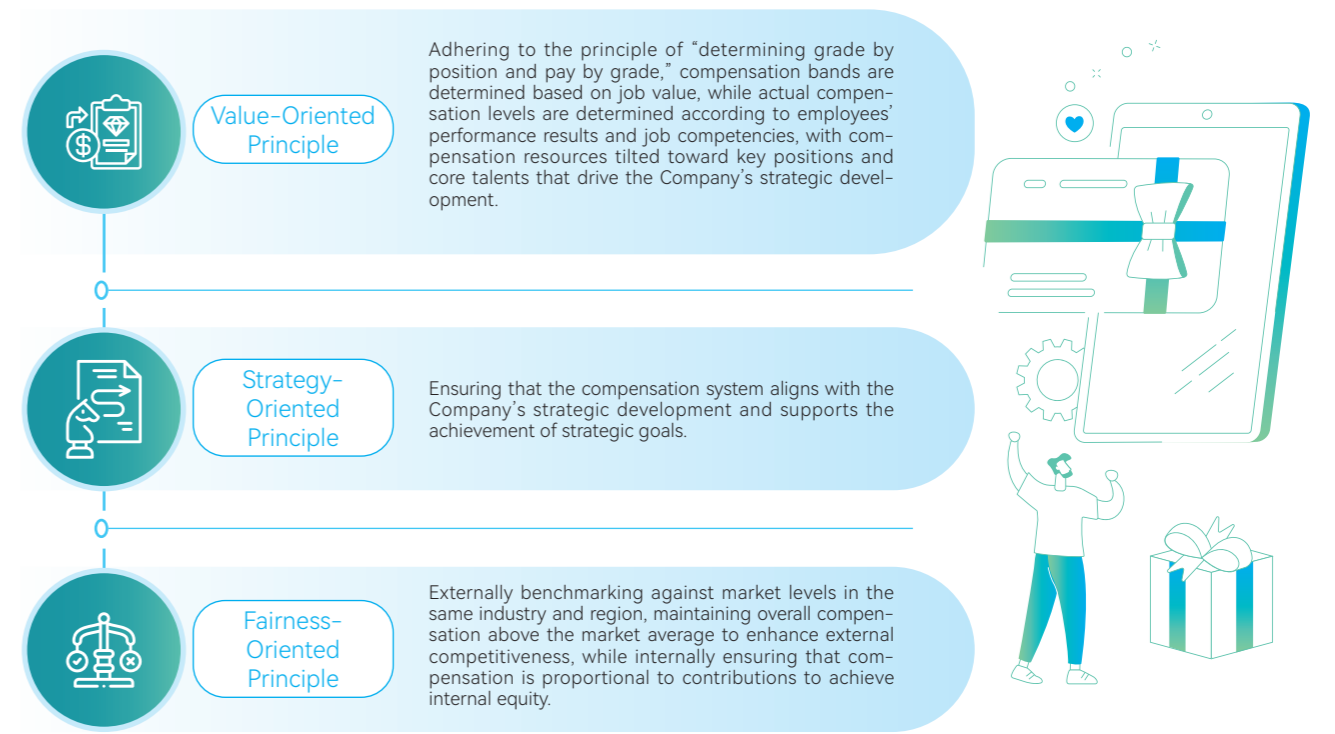 Value-Oriented
Principle
Adhering to the principle of “determining grade by
position and pay by grade,” compensation bands are
determined based on job value, while actual compen-
sation levels are determined according to employees’
performance results and job competencies, with com-
pensation resources tilted toward key positions and
core talents that drive the Company’s strategic devel-
opment.
Strategy-
Oriented
Principle
Ensuring that the compensation system aligns with the
Company’s strategic development and supports the
achievement of strategic goals.
Fairness-
Oriented
Principle
Externally benchmarking against market levels in the
same industry and region, maintaining overall compen-
sation above the market average to enhance external
competitiveness, while internally ensuring that com-
pensation is proportional to contributions to achieve
internal equity.